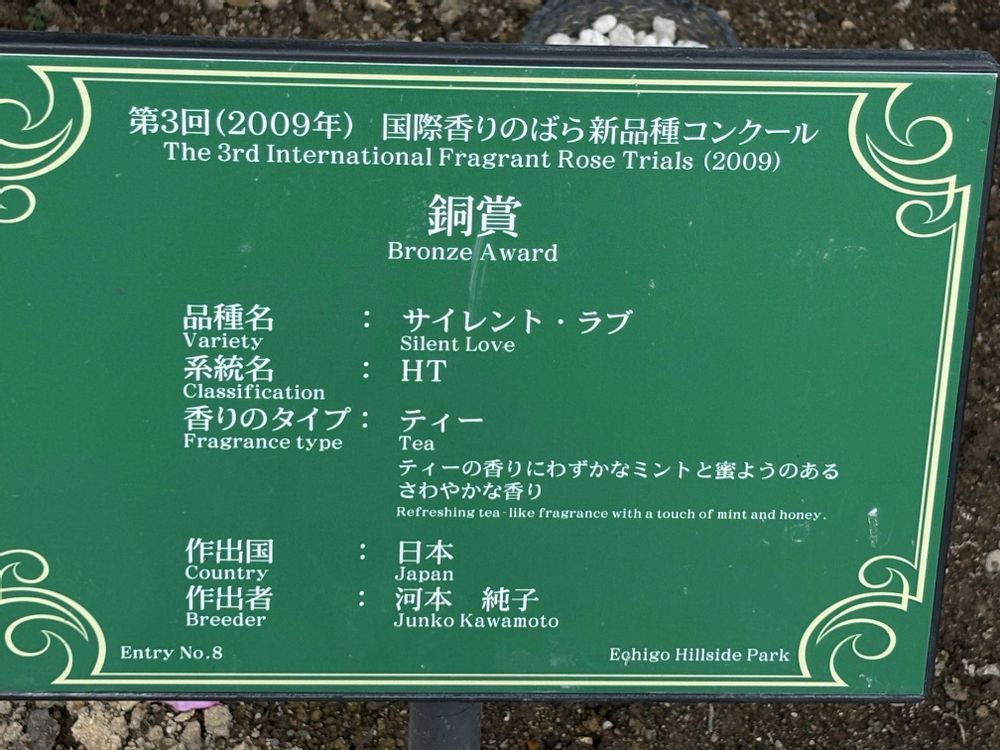 第3回(2009年) 国際香りのばら新品種コンクール
The 3rd International Fragrant Rose Trials (2009)
銅賞
Bronze Award
品種名 : サイレント・ラブ
Variety Silent Love
系統名 : HT
Classification
香りのタイプ : ティー
Fragrance type Tea
ティーの香りにわずかなミントと蜜ようのある
さわやかな香り
Refreshing tea-like fragrance with a touch of mint and honey.
作出国 : 日本
Country Japan
作出者 : 河本 純子
Breeder Junko Kawamoto
Entry No.8 Echigo Hillside Park